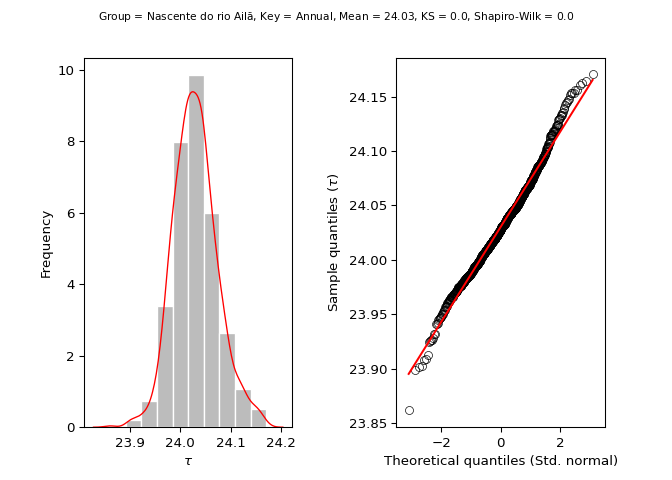 Group = Nascente do rio Ailã, Key = Annual, Mean = 24.03, KS = 0.0, Shapiro-Wilk = 0.0
10
8
6
4
2
0
Frequency
23.9 24.0 24.1 24.2
τ
24.15
24.10
24.05
24.00
23.95
23.90
23.85
Sample quantiles (τ)
−2 0 2
Theoretical quantiles (Std. normal)